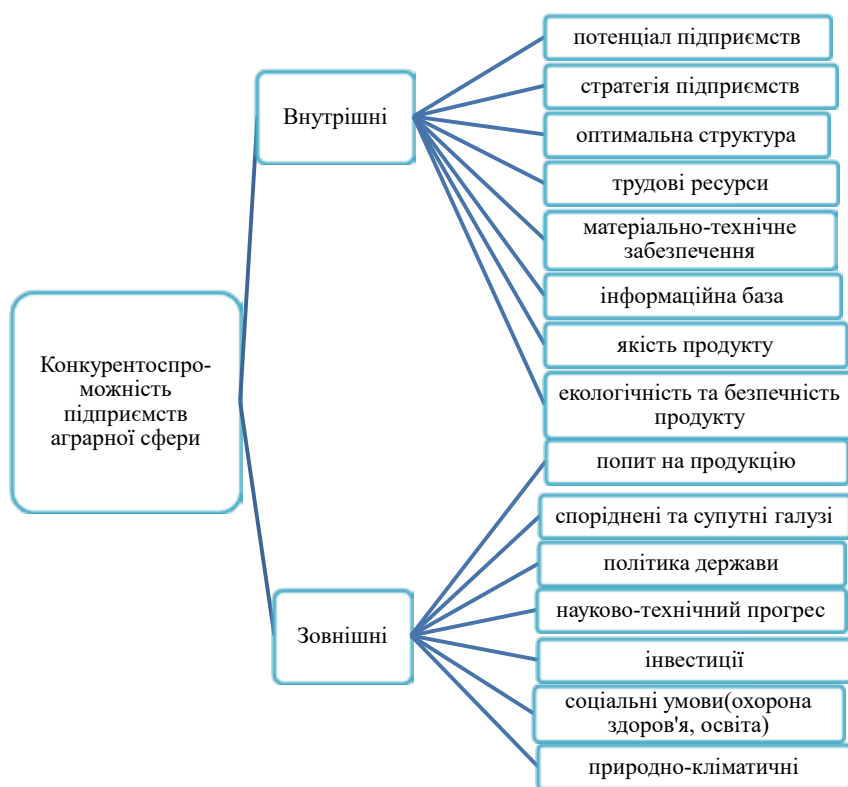 Конкурентоспро-
можність
підприємств
аграрної сфери
Внутрішні
потенціал підприємств
стратегія підприємств
оптимальна структура
трудові ресурси
матеріально-технічне
забезпечення
інформаційна база
якість продукту
екологічність та безпечність
продукту
Зовнішні
попит на продукцію
споріднені та супутні галузі
політика держави
науково-технічний прогрес
інвестиції
соціальні умови(охорона
здоров'я, освіта)
природно-кліматичні